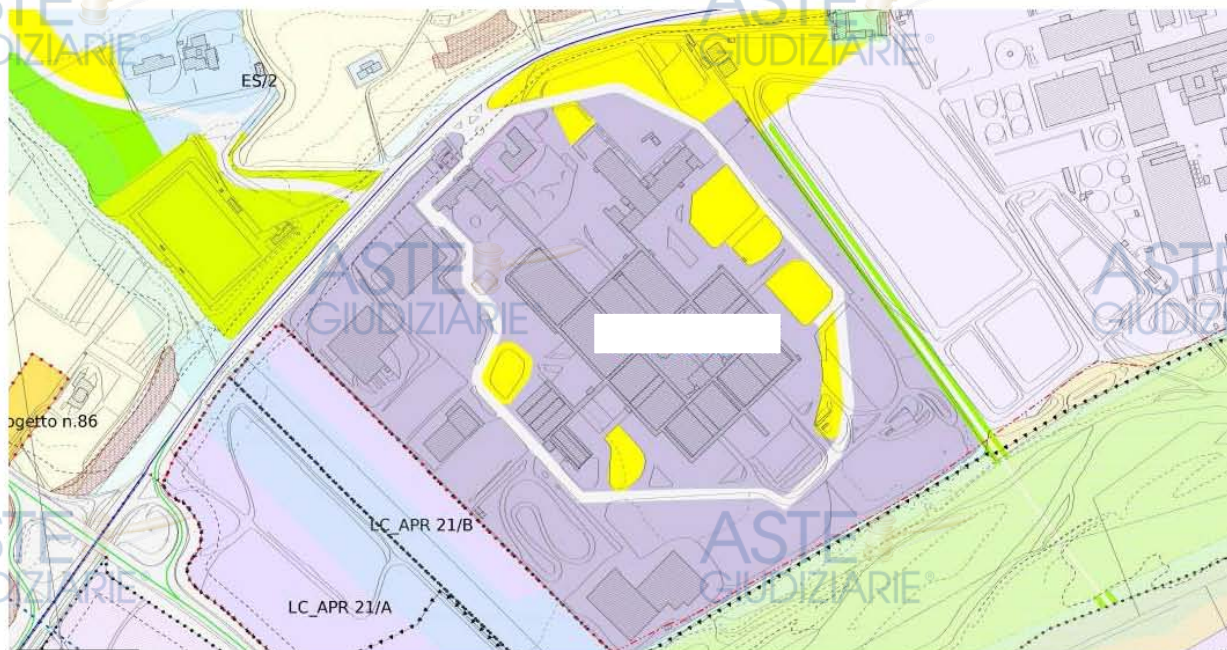 ASTE
GIUDIZIARIE®
ASTE
GIUDIZIARIE®
ES/2
ASTE
GIUDIZIARIE
ASTE
GIUDIZIARIE
ogetto n.86
ASTE
GIUDIZIARIE®
ASTE
GIUDIZIARIE®
LC_APR 21/B
LC_APR 21/A